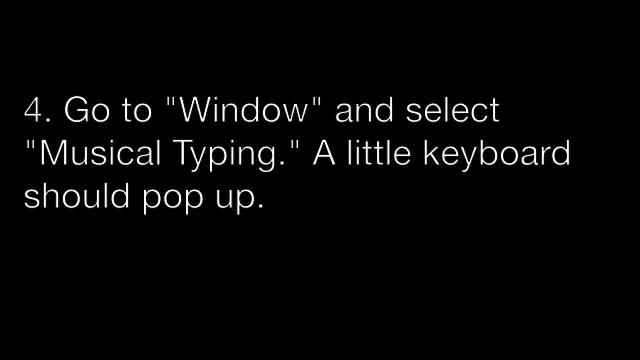 4. Go to "Window" and select
"Musical Typing." A little keyboard
should pop up.